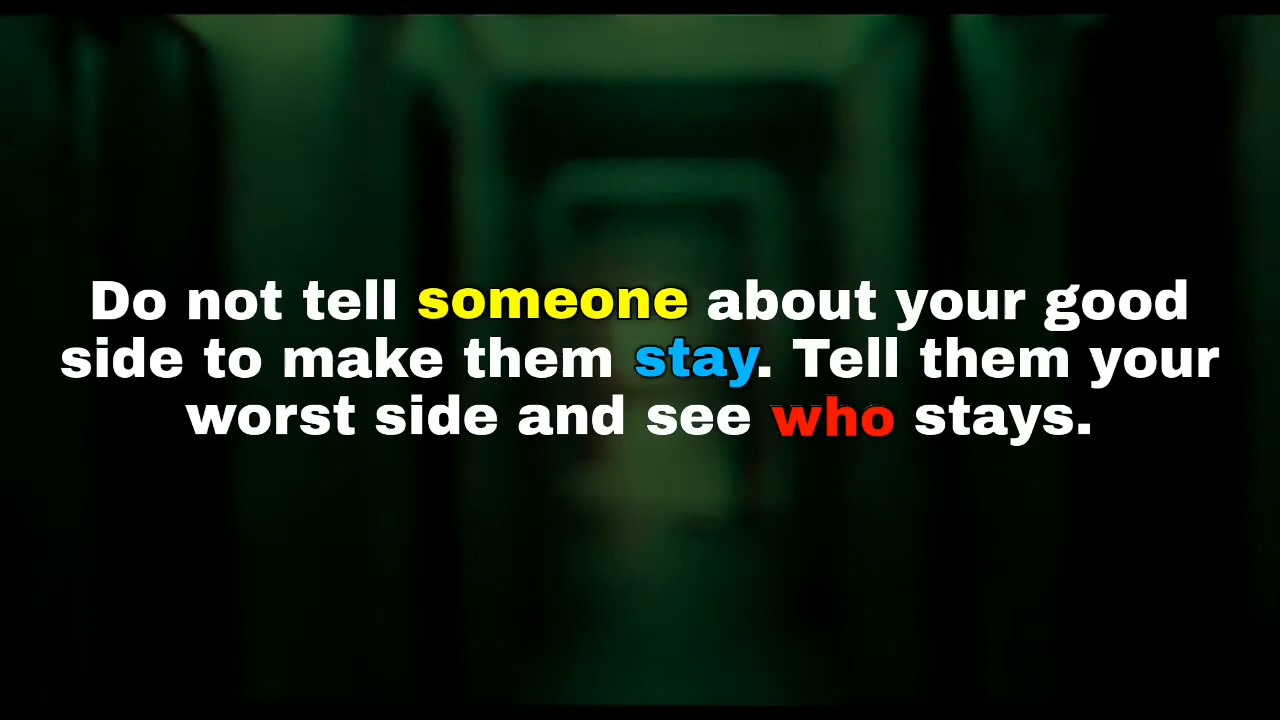 Do not tell someone about your good
side to make them stay. Tell them your
worst side and see who stays.